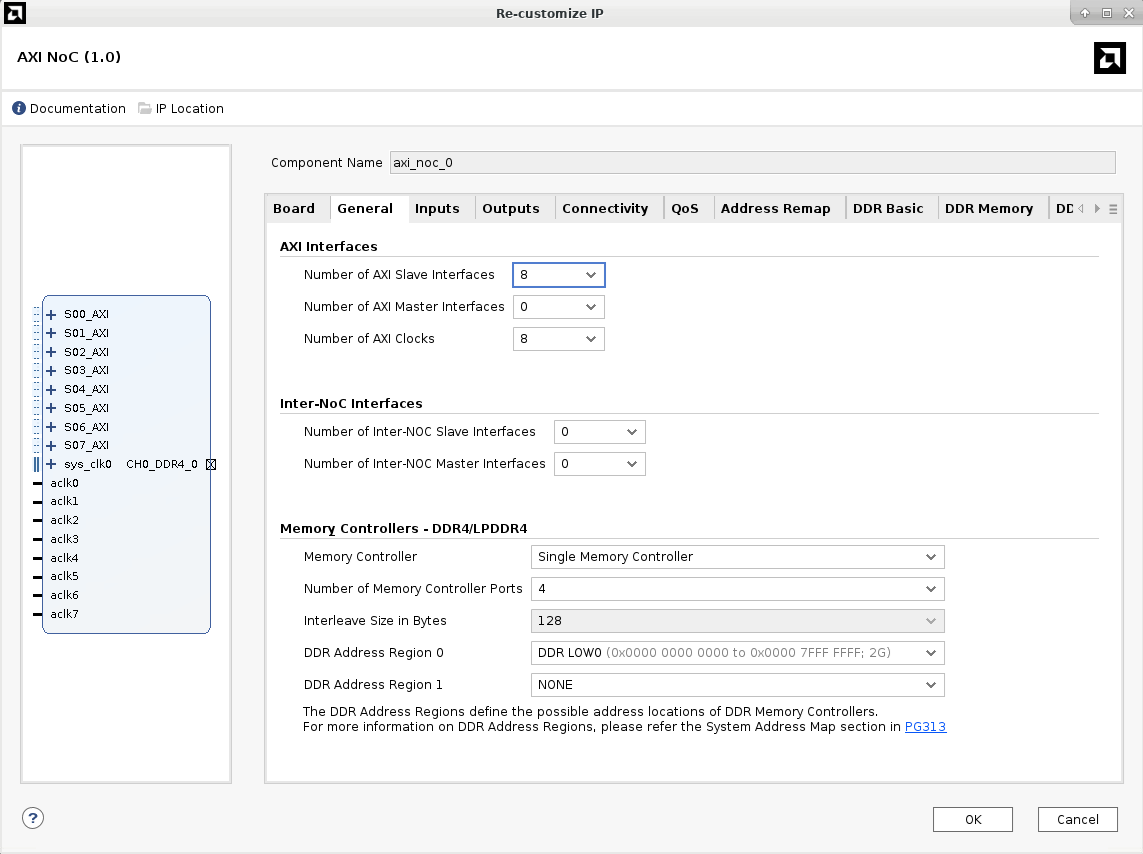 Re-customize IP
AXI NoC (1.0)
Documentation IP Location
Component Name axi_noc_0
Board General Inputs Outputs Connectivity QoS Address Remap DDR Basic DDR Memory DD
AXI Interfaces
Number of AXI Slave Interfaces 8
Number of AXI Master Interfaces 0
Number of AXI Clocks 8
Inter-NoC Interfaces
Number of Inter-NOC Slave Interfaces 0
Number of Inter-NOC Master Interfaces 0
Memory Controllers - DDR4/LPDDR4
Memory Controller Single Memory Controller
Number of Memory Controller Ports 4
Interleave Size in Bytes 128
DDR Address Region 0 DDR LOW0 (0x0000 0000 0000 to 0x0000 7FFF FFFF; 2G)
DDR Address Region 1 NONE
The DDR Address Regions define the possible address locations of DDR Memory Controllers.
For more information on DDR Address Regions, please refer the System Address Map section in PG313
S00_AXI
S01_AXI
S02_AXI
S03_AXI
S04_AXI
S05_AXI
S06_AXI
S07_AXI
sys_clk0 CH0_DDR4_0
aclk0
aclk1
aclk2
aclk3
aclk4
aclk5
aclk6
aclk7
? OK Cancel